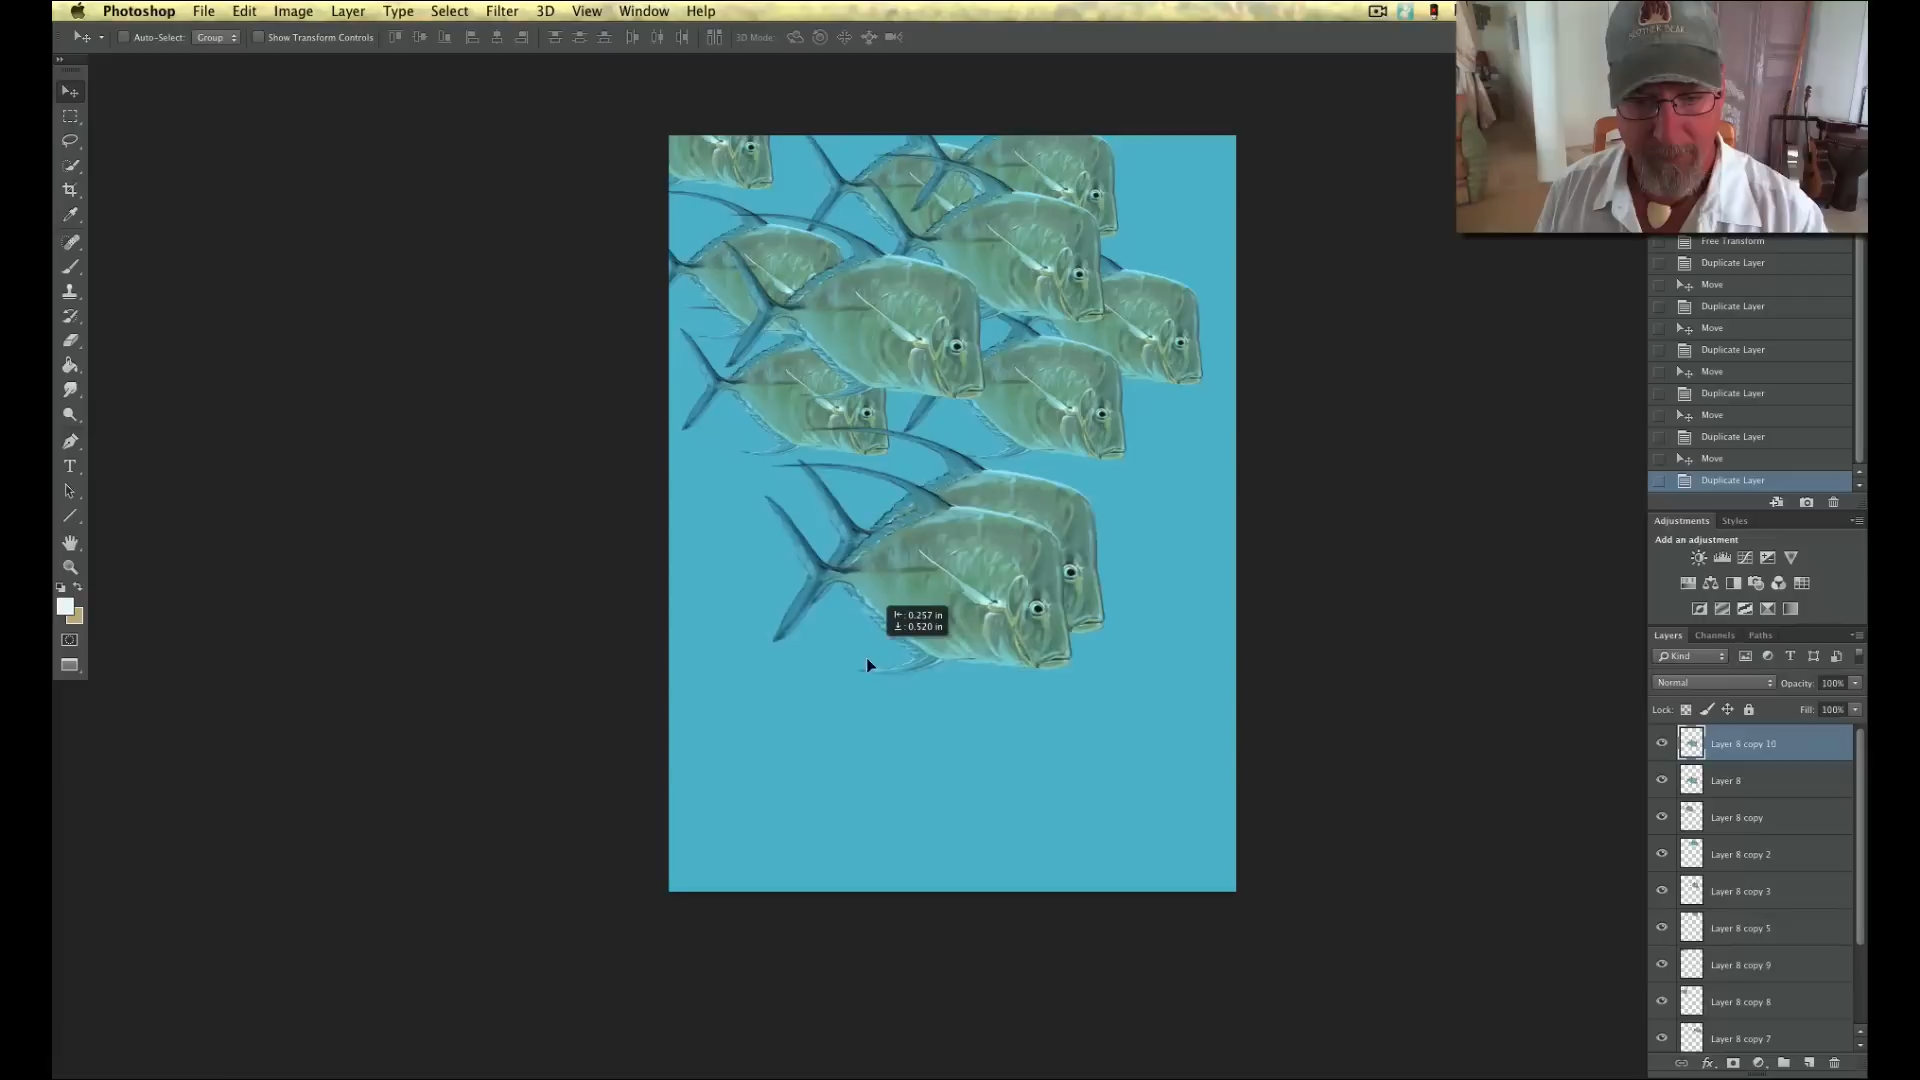 Photoshop File Edit Image Layer Type Select Filter 3D View Window Help
Auto-Select: Group Show Transform Controls 3D Mode:
Free Transform
Duplicate Layer
Move
Duplicate Layer
Move
Duplicate Layer
Move
Duplicate Layer
Move
Duplicate Layer
Move
Duplicate Layer
Adjustments Styles
Add an adjustment
: 0.257 in
: 0.520 in
Layers Channels Paths
Kind
Normal Opacity: 100%
Lock: Fill: 100%
Layer 8 copy 10
Layer 8
Layer 8 copy
Layer 8 copy 2
Layer 8 copy 3
Layer 8 copy 5
Layer 8 copy 9
Layer 8 copy 8
Layer 8 copy 7